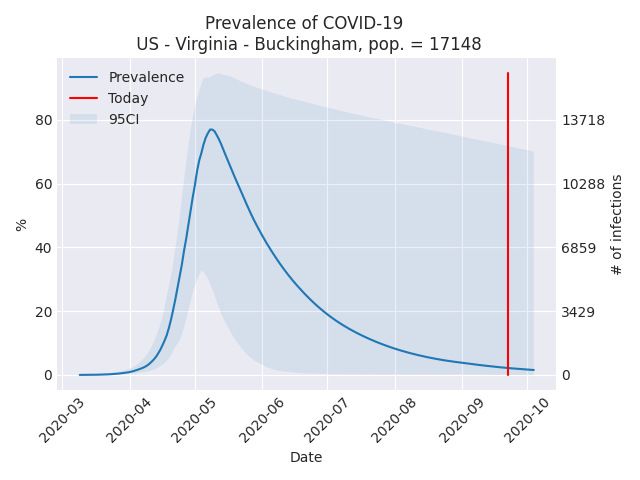 Prevalence of COVID-19
US - Virginia - Buckingham, pop. = 17148
Prevalence
Today
95CI
%
80
60
40
20
0
13718
10288
6859
3429
0
# of infections
2020-03
2020-04
2020-05
2020-06
2020-07
2020-08
2020-09
2020-10
Date